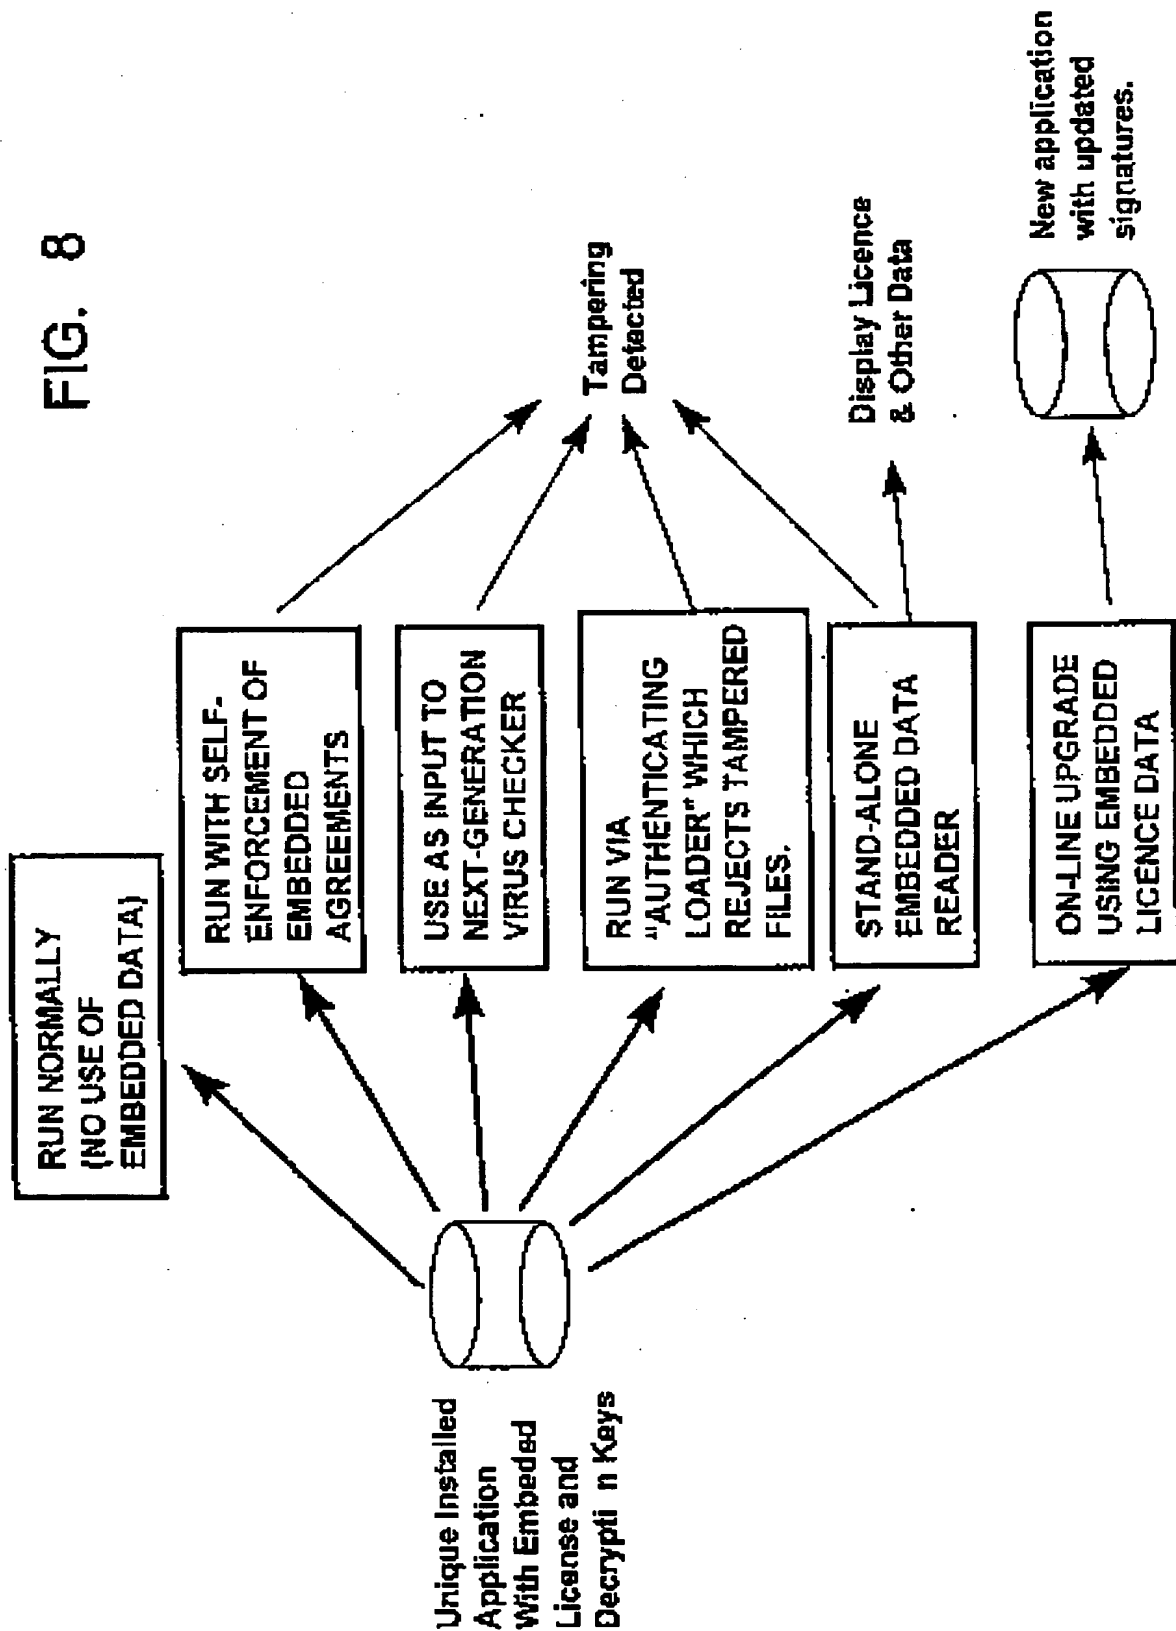 FIG. 8
RUN NORMALLY
(NO USE OF
EMBEDDED DATA)
RUN WITH SELF-
ENFORCEMENT OF
EMBEDDED
AGREEMENTS
USE AS INPUT TO
NEXT-GENERATION
VIRUS CHECKER
RUN VIA
"AUTHENTICATING
LOADER" WHICH
REJECTS TAMPERED
FILES.
STAND-ALONE
EMBEDDED DATA
READER
ON-LINE UPGRADE
USING EMBEDDED
LICENCE DATA
Unique Installed
Application
With Embeded
License and
Decrypti n Keys
Tampering
Detected
Display Licence
& Other Data
New application
with updated
signatures.